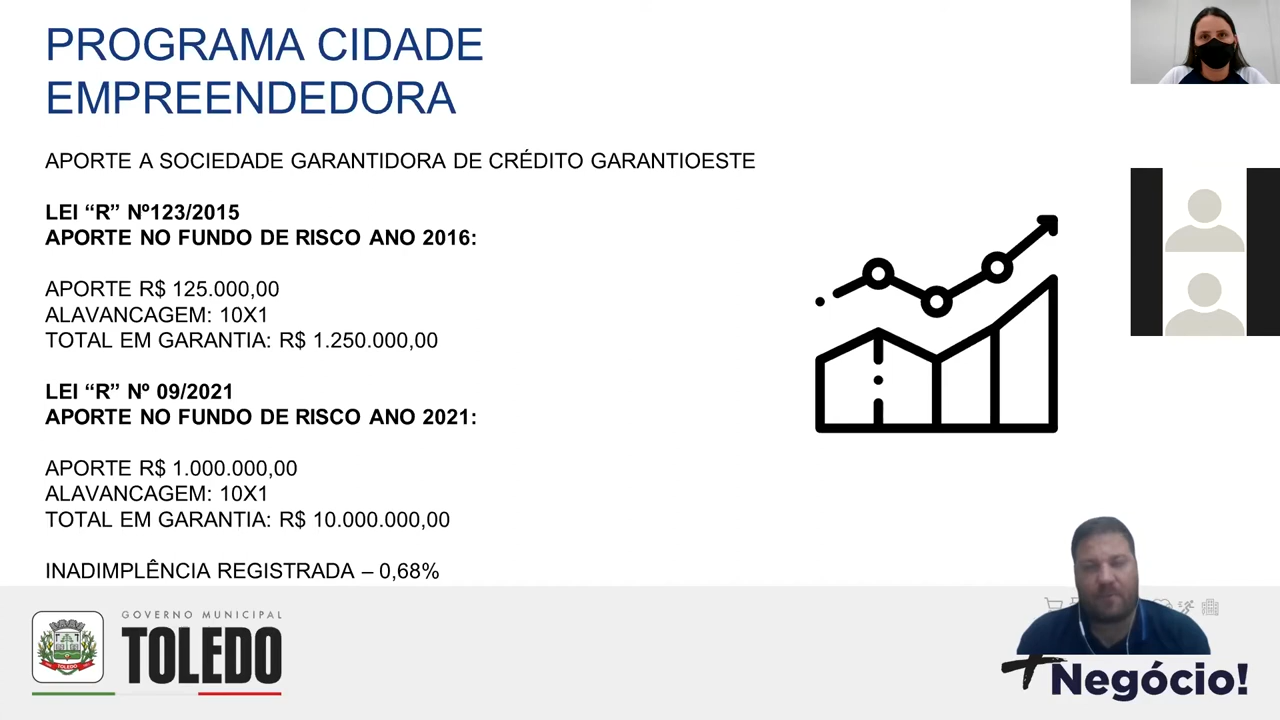 PROGRAMA CIDADE
EMPREENDEDORA
APORTE A SOCIEDADE GARANTIDORA DE CRÉDITO GARANTIOESTE
LEI “R” Nº123/2015
APORTE NO FUNDO DE RISCO ANO 2016:
APORTE R$ 125.000,00
ALAVANCAGEM: 10X1
TOTAL EM GARANTIA: R$ 1.250.000,00
LEI “R” Nº 09/2021
APORTE NO FUNDO DE RISCO ANO 2021:
APORTE R$ 1.000.000,00
ALAVANCAGEM: 10X1
TOTAL EM GARANTIA: R$ 10.000.000,00
INADIMPLÊNCIA REGISTRADA – 0,68%
GOVERNO MUNICIPAL
TOLEDO
TOLEDO
+Negócio!